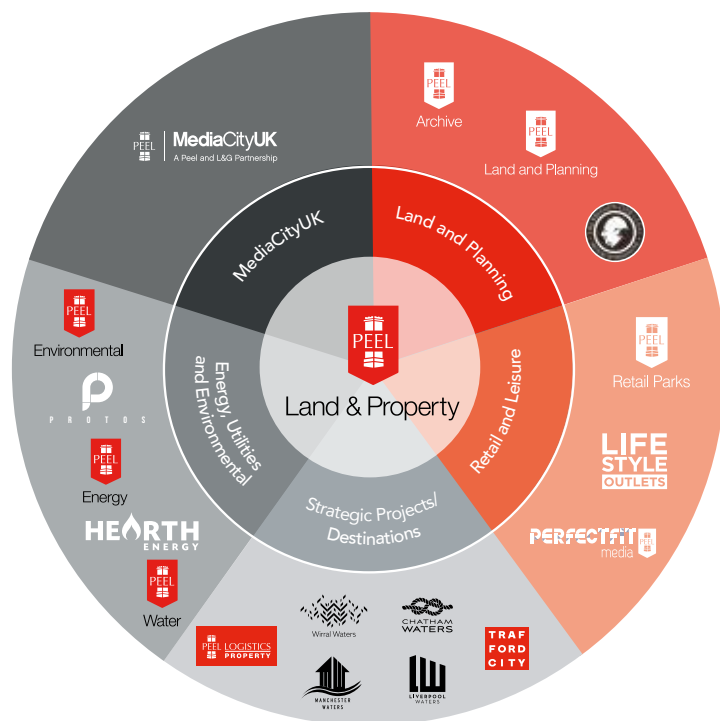 PEEL
Land & Property
MediaCityUK
Land and Planning
Retail and Leisure
Strategic Projects/
Destinations
Energy, Utilities
and Environmental
PEEL
MediaCityUK
A Peel and L&G Partnership
PEEL
Archive
PEEL
Land and Planning
PEEL
Retail Parks
LIFE
STYLE
OUTLETS
PERFECTFIT
media
PEEL
TRAF
FORD
CITY
CHATHAM
WATERS
LIVERPOOL
WATERS
Wirral Waters
MANCHESTER
WATERS
PEEL LOGISTICS
PROPERTY
PEEL
Water
HEARTH
ENERGY
PEEL
Energy
PROTOS
PEEL
Environmental